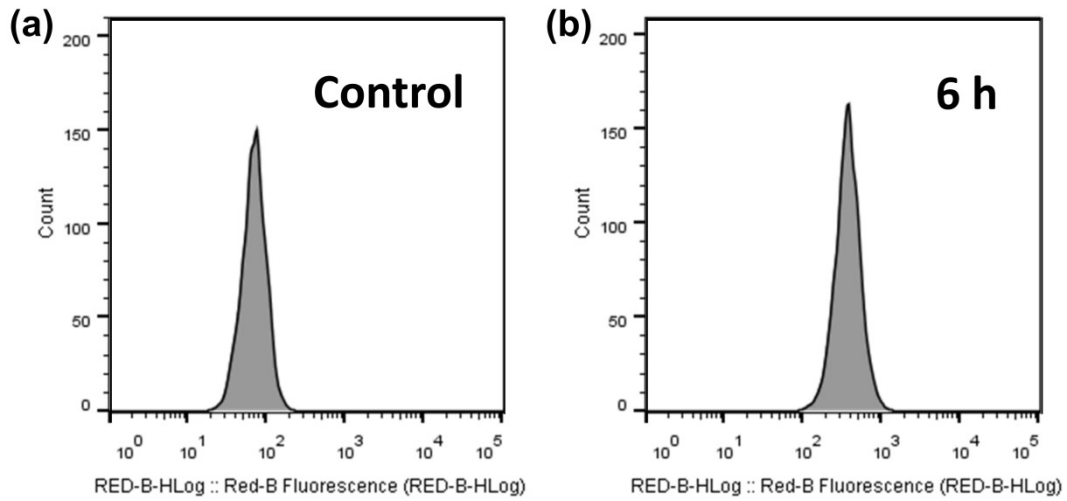 (a)
Control
200
150
100
50
0
Count
10^0 10^1 10^2 10^3 10^4 10^5
RED-B-HLog :: Red-B Fluorescence (RED-B-HLog)
(b)
6 h
200
150
100
50
0
Count
10^0 10^1 10^2 10^3 10^4 10^5
RED-B-HLog :: Red-B Fluorescence (RED-B-HLog)